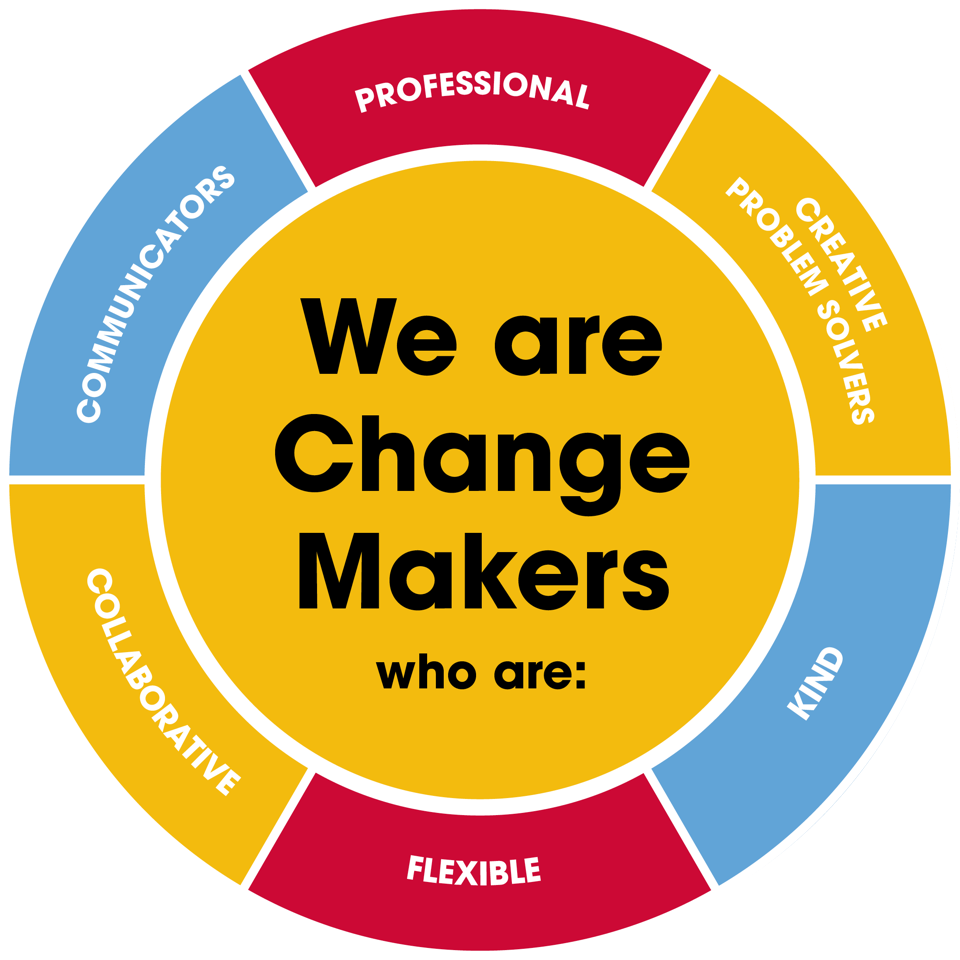 We are
Change
Makers
who are:
PROFESSIONAL
CREATIVE
PROBLEM SOLVERS
KIND
FLEXIBLE
COLLABORATIVE
COMMUNICATORS